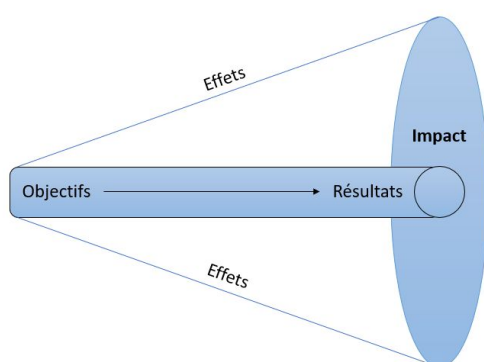 Effets
Impact
Objectifs
Résultats
Effets